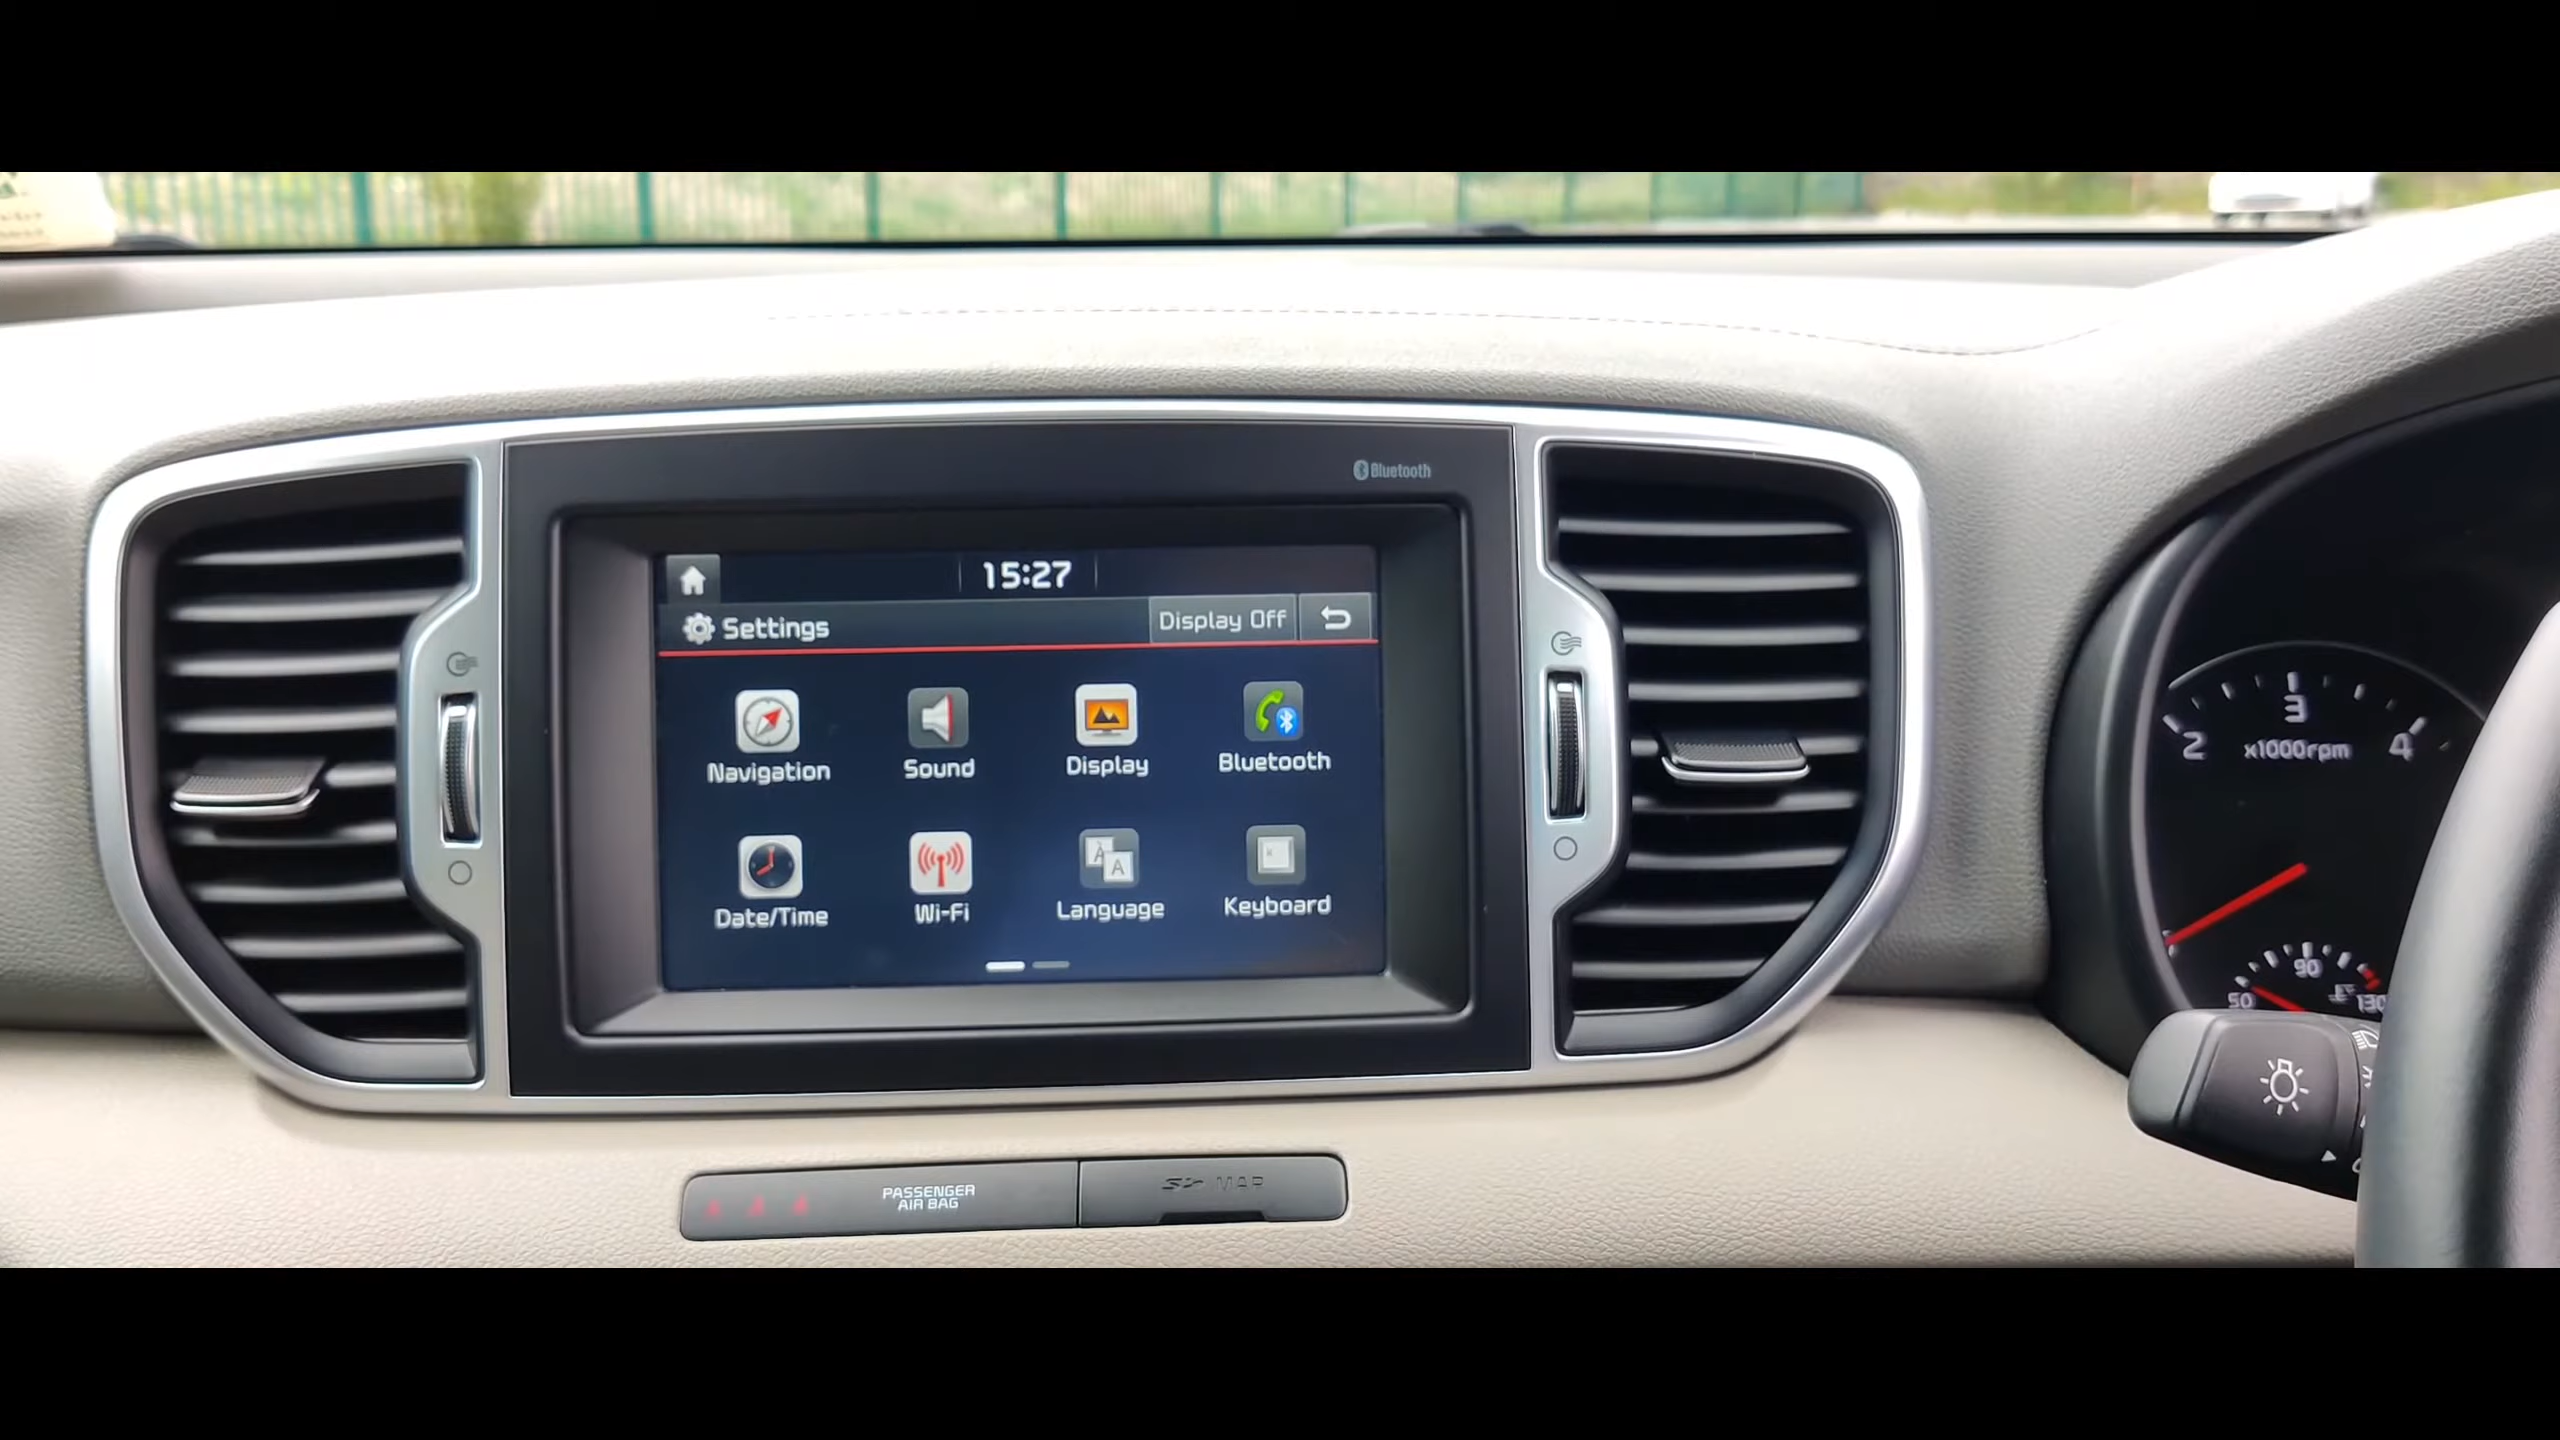 Bluetooth
15:27
Settings
Display Off
Navigation
Sound
Display
Bluetooth
Date/Time
Wi-Fi
Language
Keyboard
2
3
4
x1000rpm
50
90
130
PASSENGER
AIR BAG
MAP